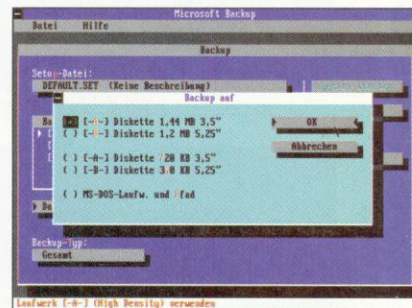 Microsoft Backup
Datei Hilfe
Backup
Setup-Datei:
DEFAULT.SET (Keine Beschreibung)
Backup auf
[-A-] Diskette 1,44 MB 3,5"
( ) [-B-] Diskette 1,2 MB 5,25"
( ) [-A-] Diskette 720 KB 3,5"
( ) [-B-] Diskette 360 KB 5,25"
( ) MS-DOS-Laufw. und Pfad
OK
Abbrechen
Ba
Backup-Typ:
Gesamt
Laufwerk [-A-] (High Density) verwenden